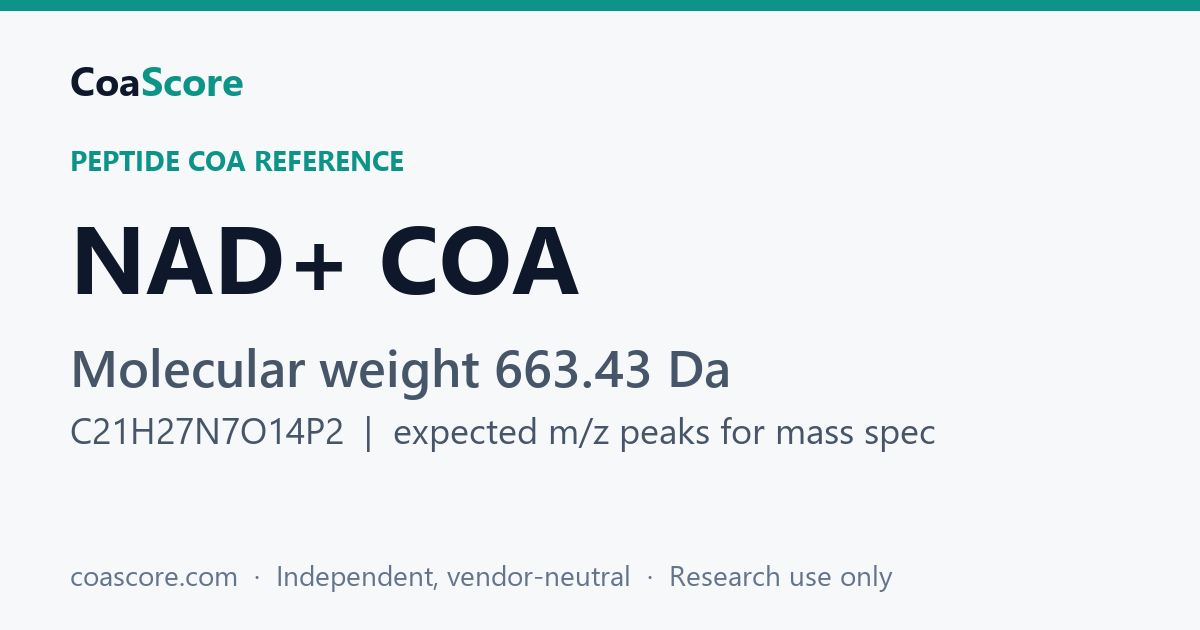 CoaScore
PEPTIDE COA REFERENCE
NAD+ COA
Molecular weight 663.43 Da
C21H27N7O14P2 | expected m/z peaks for mass spec
coascore.com · Independent, vendor-neutral · Research use only